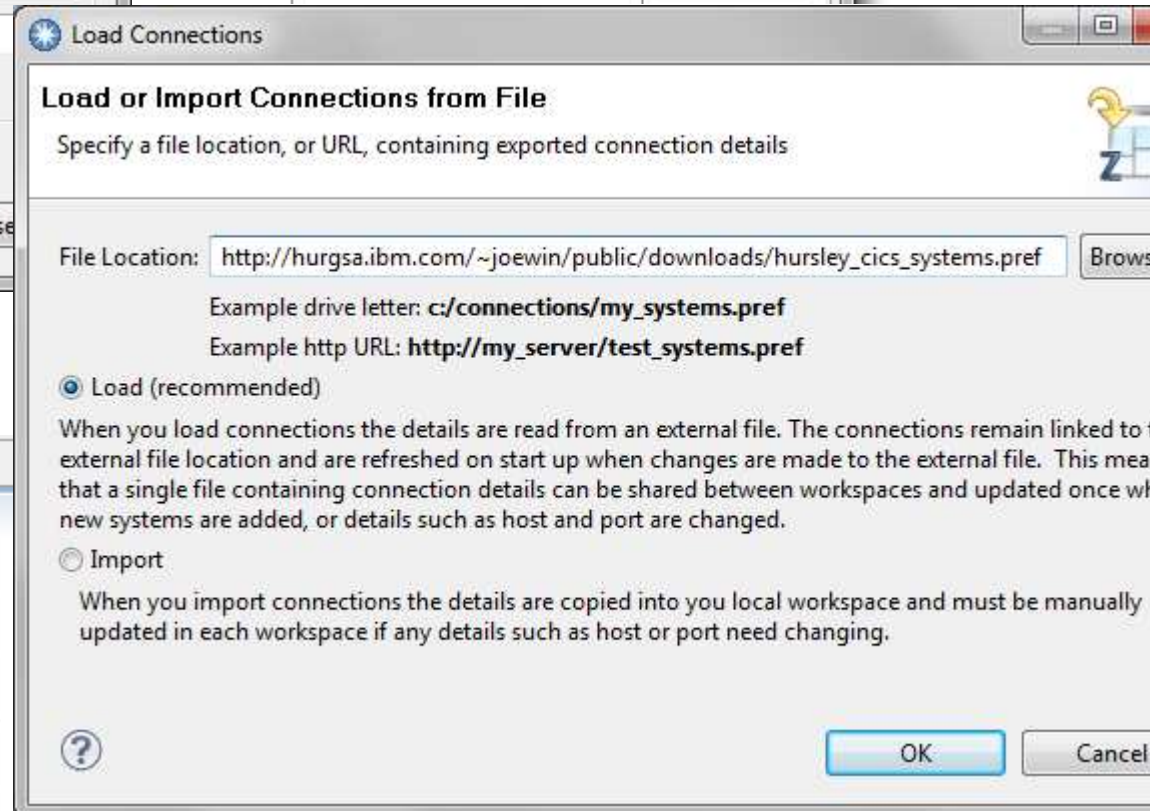 Load Connections
Load or Import Connections from File
Specify a file location, or URL, containing exported connection details
File Location: http://hurgsa.ibm.com/~joewin/public/downloads/hursley_cics_systems.pref Brows
Example drive letter: c:/connections/my_systems.pref
Example http URL: http://my_server/test_systems.pref
Load (recommended)
When you load connections the details are read from an external file. The connections remain linked to
external file location and are refreshed on start up when changes are made to the external file. This mea
that a single file containing connection details can be shared between workspaces and updated once wh
new systems are added, or details such as host and port are changed.
Import
When you import connections the details are copied into you local workspace and must be manually
updated in each workspace if any details such as host or port need changing.
OK Cancel